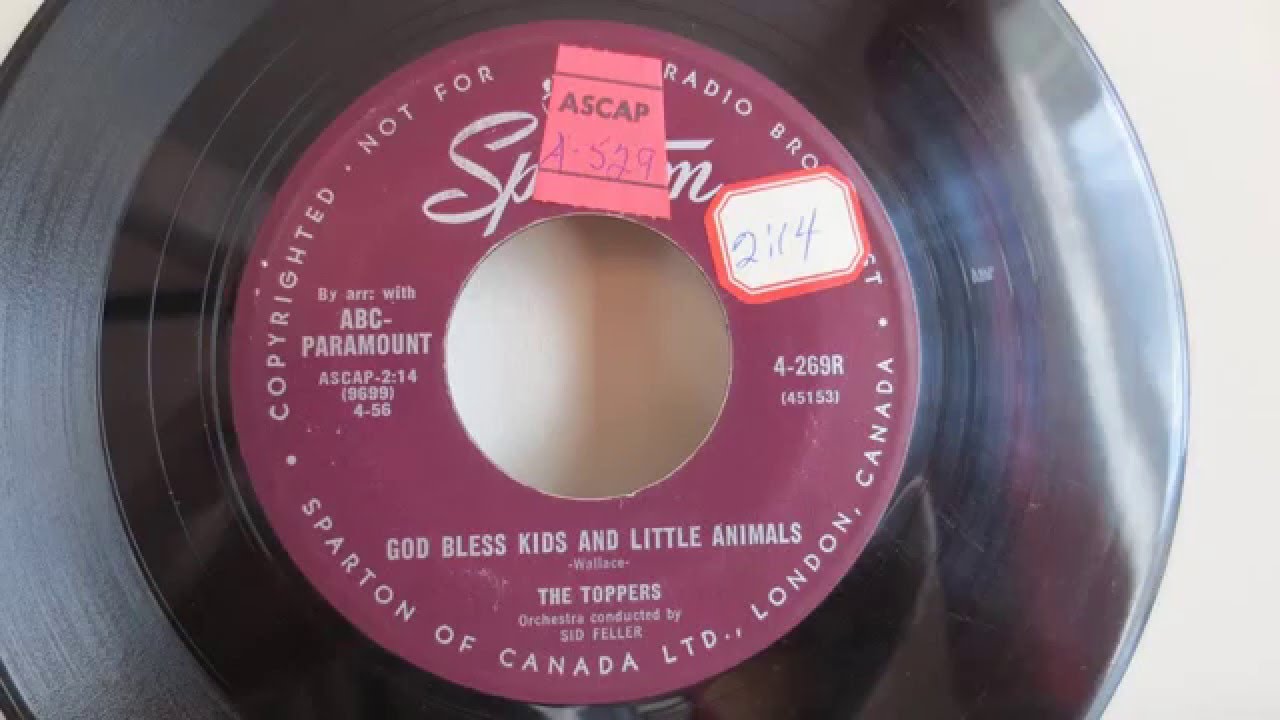 COPYRIGHTED · NOT FOR RADIO
ASCAP
A-529
2:14
By arr: with
ABC-
PARAMOUNT
ASCAP-2:14
(9699)
4-56
4-269R
(45153)
GOD BLESS KIDS AND LITTLE ANIMALS
-Wallace-
THE TOPPERS
Orchestra conducted by
SID FELLER
• SPARTON OF CANADA LTD., LONDON, CANADA •